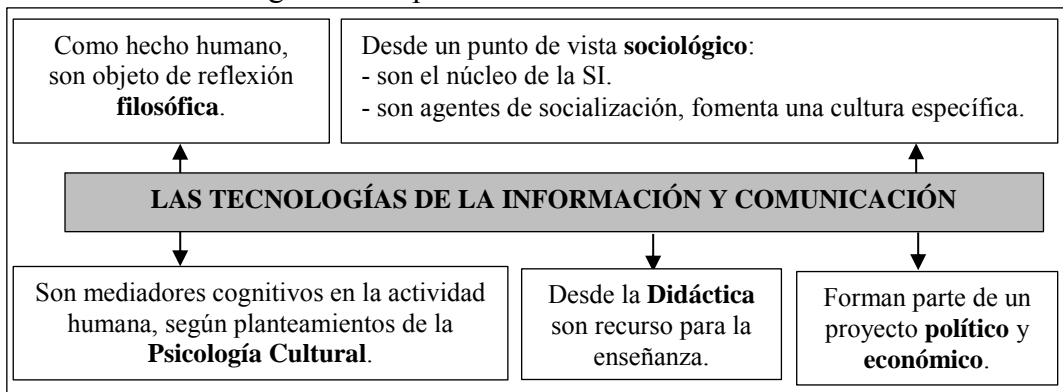 Como hecho humano,
son objeto de reflexión
filosófica.
Desde un punto de vista sociológico:
- son el núcleo de la SI.
- son agentes de socialización, fomenta una cultura específica.
LAS TECNOLOGÍAS DE LA INFORMACIÓN Y COMUNICACIÓN
Son mediadores cognitivos en la actividad
humana, según planteamientos de la
Psicología Cultural.
Desde la Didáctica
son recurso para la
enseñanza.
Forman parte de un
proyecto político y
económico.